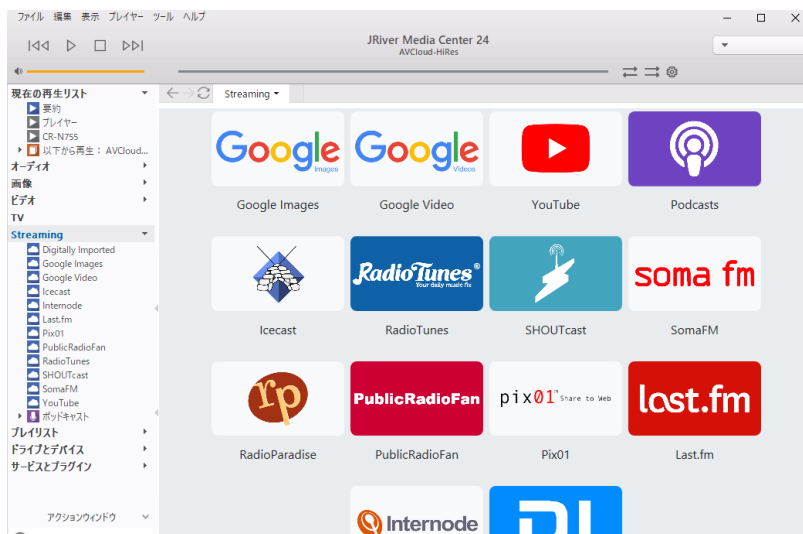 ファイル 編集 表示 プレイヤー ツール ヘルプ
JRiver Media Center 24
AVCloud-HiRes
現在の再生リスト
要約
プレイヤー
CR-N755
以下から再生： AVCloud...
オーディオ
画像
ビデオ
TV
Streaming
Digitally Imported
Google Images
Google Video
Icecast
Internode
Last.fm
Pix01
PublicRadioFan
RadioTunes
SHOUTcast
SomaFM
YouTube
ポッドキャスト
プレイリスト
ドライブとデバイス
サービスとプラグイン
アクションウィンドウ
Streaming
Google Images
Google Videos
Google Images
Google Video
YouTube
Podcasts
RadioTunes®
Your daily music fix
soma fm
Icecast
RadioTunes
SHOUTcast
SomaFM
rp
PublicRadioFan
pix01™ Share to Web
last.fm
RadioParadise
PublicRadioFan
Pix01
Last.fm
Internode
DI